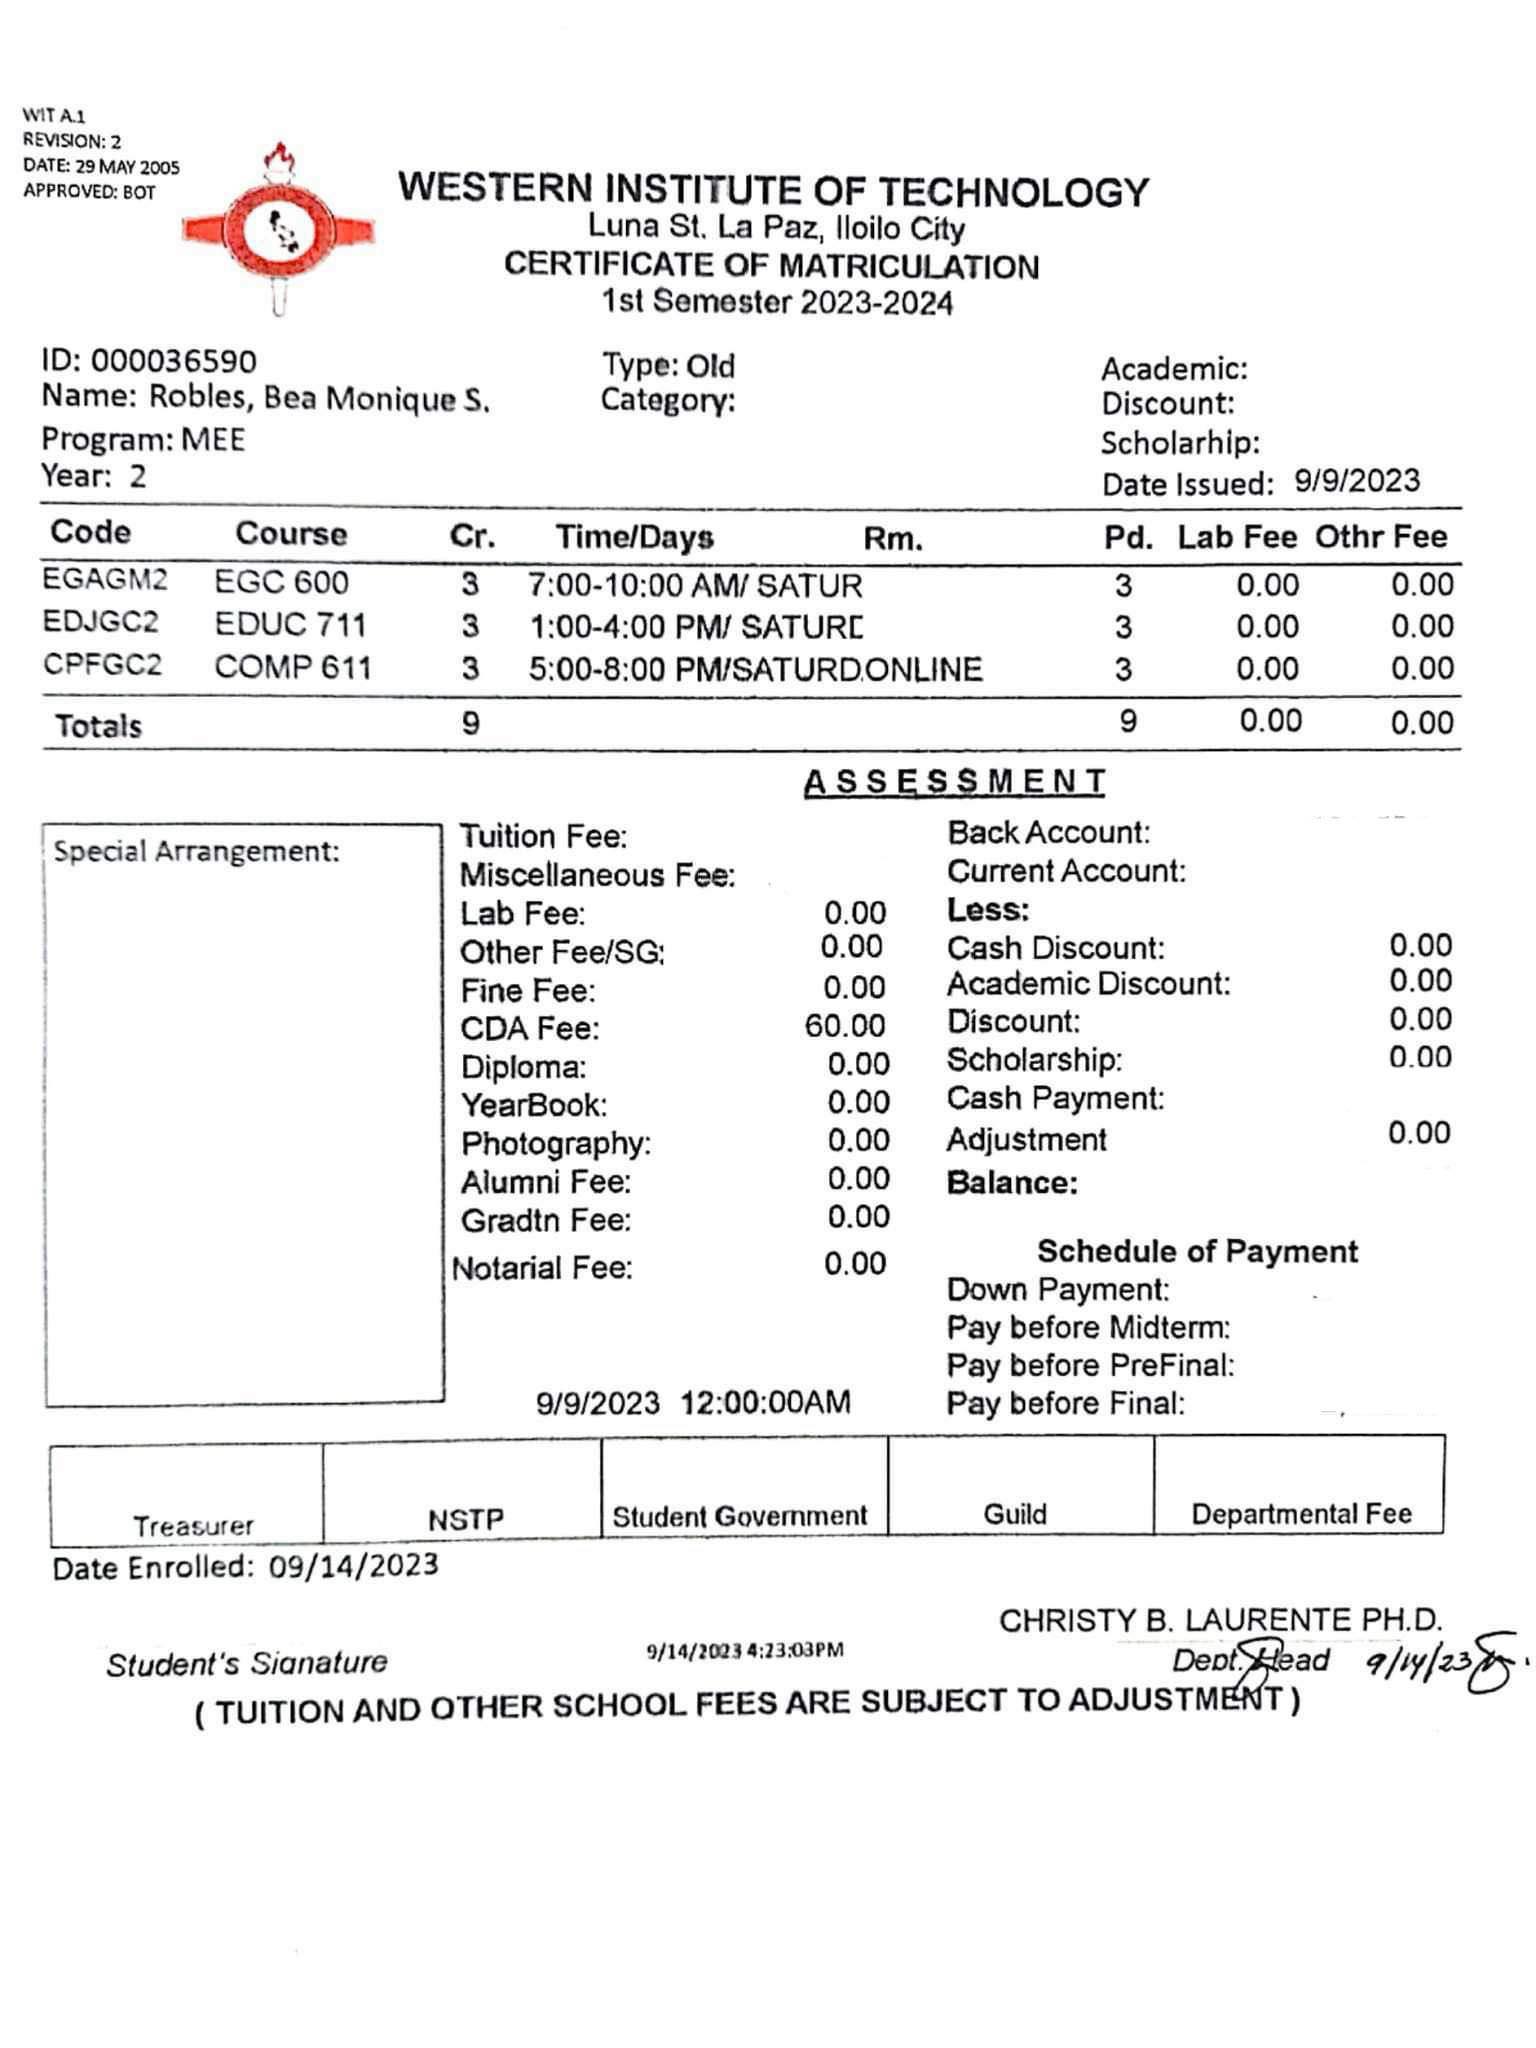 WIT A.1
REVISION: 2
DATE: 29 MAY 2005
APPROVED: BOT
WESTERN INSTITUTE OF TECHNOLOGY
Luna St. La Paz, Iloilo City
CERTIFICATE OF MATRICULATION
1st Semester 2023-2024
ID: 000036590 Type: Old Academic:
Name: Robles, Bea Monique S. Category: Discount:
Program: MEE Scholarhip:
Year: 2 Date Issued: 9/9/2023
Code Course Cr. Time/Days Rm. Pd. Lab Fee Othr Fee
EGAGM2 EGC 600 3 7:00-10:00 AM/ SATUR 3 0.00 0.00
EDJGC2 EDUC 711 3 1:00-4:00 PM/ SATURD 3 0.00 0.00
CPFGC2 COMP 611 3 5:00-8:00 PM/SATURD.ONLINE 3 0.00 0.00
Totals 9 9 0.00 0.00
ASSESSMENT
Special Arrangement:
Tuition Fee: Back Account:
Miscellaneous Fee: Current Account:
Lab Fee: 0.00 Less:
Other Fee/SG: 0.00 Cash Discount: 0.00
Fine Fee: 0.00 Academic Discount: 0.00
CDA Fee: 60.00 Discount: 0.00
Diploma: 0.00 Scholarship: 0.00
YearBook: 0.00 Cash Payment:
Photography: 0.00 Adjustment 0.00
Alumni Fee: 0.00 Balance:
Gradtn Fee: 0.00
Notarial Fee: 0.00 Schedule of Payment
Down Payment:
Pay before Midterm:
Pay before PreFinal:
9/9/2023 12:00:00AM Pay before Final:
Treasurer NSTP Student Government Guild Departmental Fee
Date Enrolled: 09/14/2023
CHRISTY B. LAURENTE PH.D.
Student's Signature 9/14/2023 4:23:03PM Dept. Head 9/14/23
( TUITION AND OTHER SCHOOL FEES ARE SUBJECT TO ADJUSTMENT )